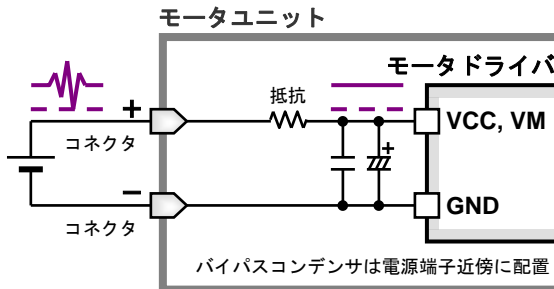 モータユニット
モータドライバ
+
抵抗
コネクタ
+
VCC, VM
−
GND
コネクタ
バイパスコンデンサは電源端子近傍に配置